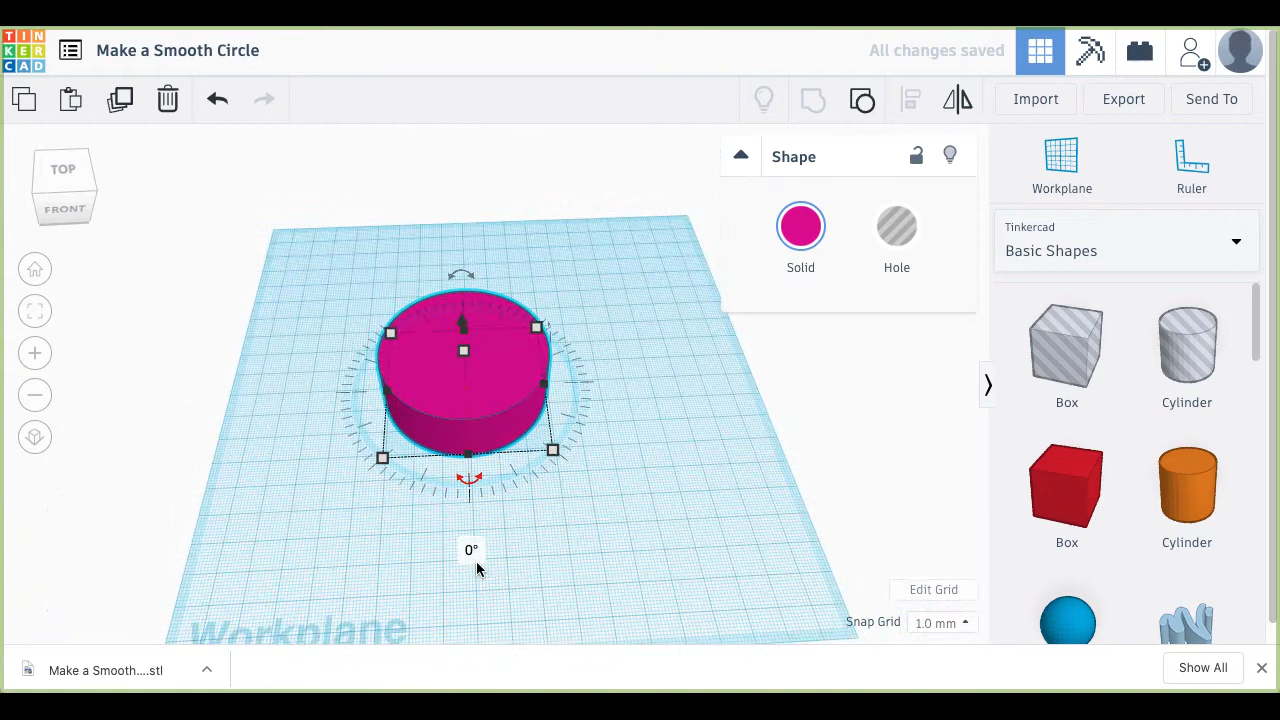 TIN
KER
CAD
Make a Smooth Circle
All changes saved
Import
Export
Send To
TOP
FRONT
Shape
Solid
Hole
Workplane
Ruler
Tinkercad
Basic Shapes
Box
Cylinder
Box
Cylinder
0°
Workplane
Edit Grid
Snap Grid
1.0 mm
Make a Smooth....stl
Show All